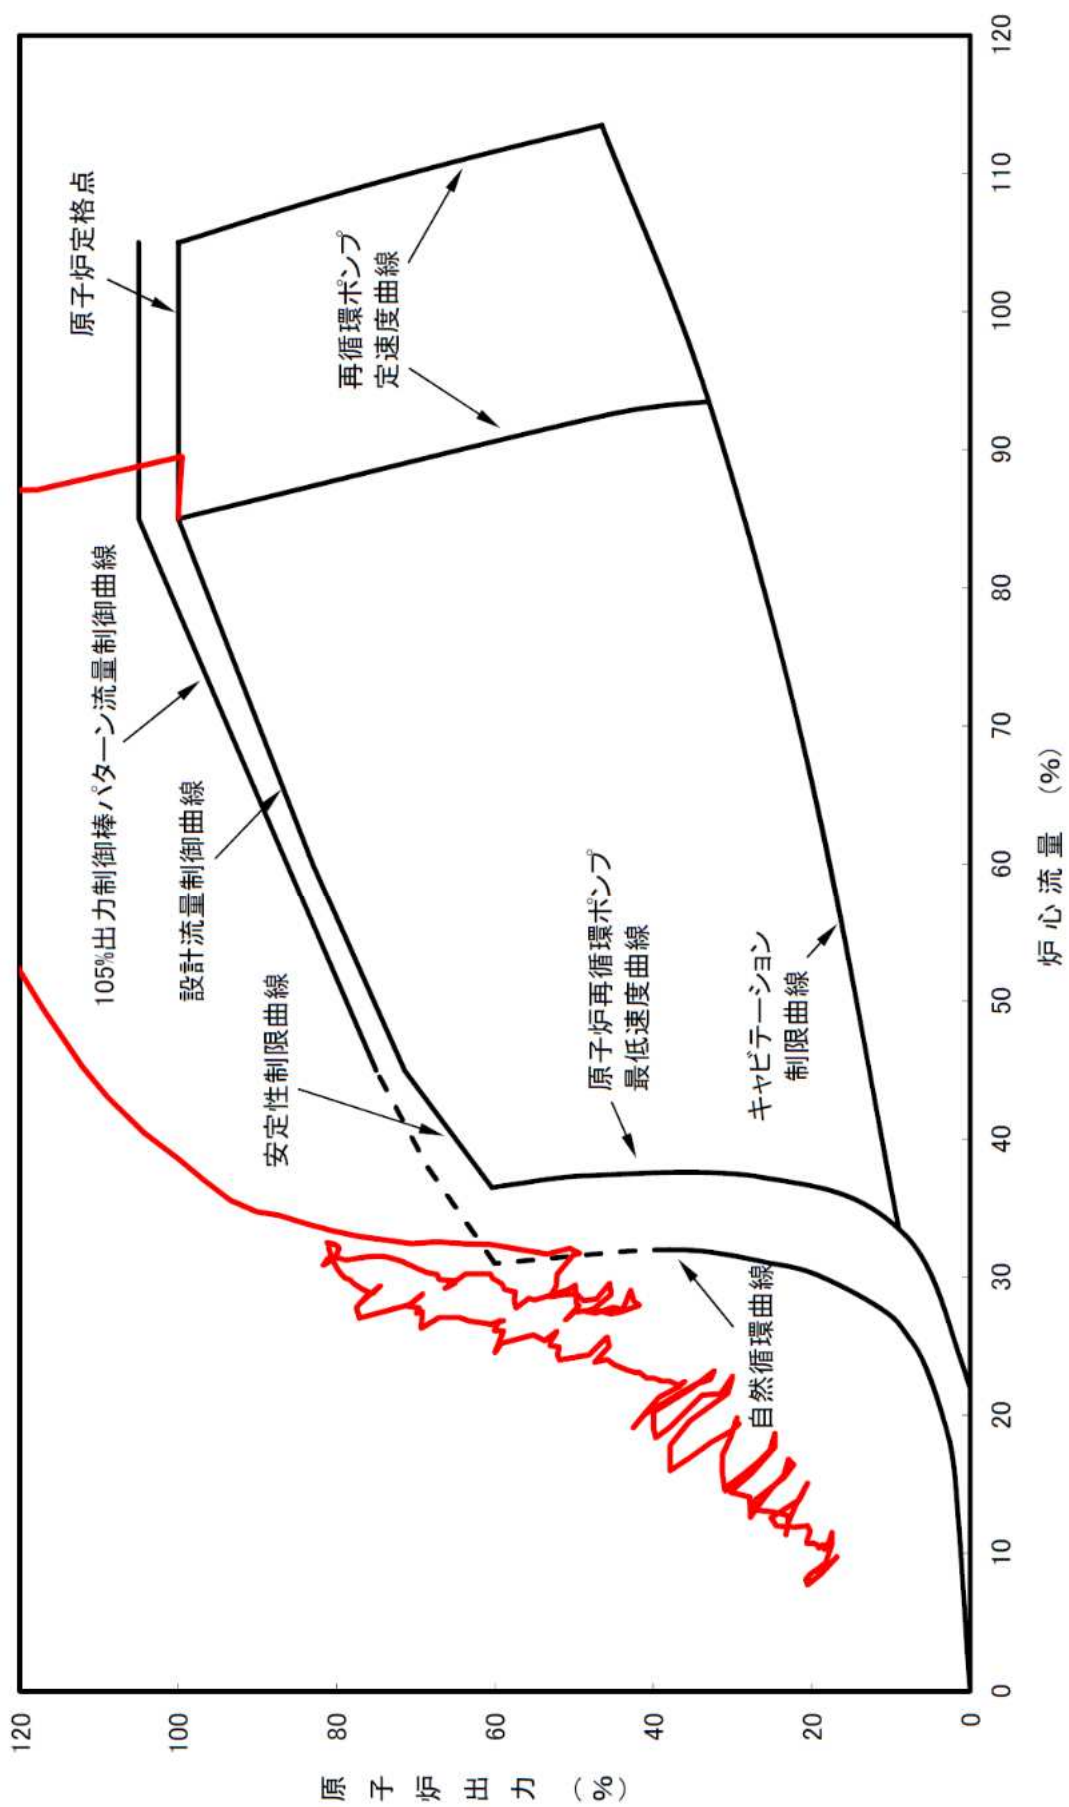 120
100
80
60
40
20
0
原子炉出力 (%)
105%出力制御棒パターン流量制御曲線
原子炉定格点
設計流量制御曲線
安定性制限曲線
再循環ポンプ
定速度曲線
原子炉再循環ポンプ
最低速度曲線
自然循環曲線
キャビテーション
制限曲線
0
10
20
30
40
50
60
70
80
90
100
110
120
炉心流量 (%)